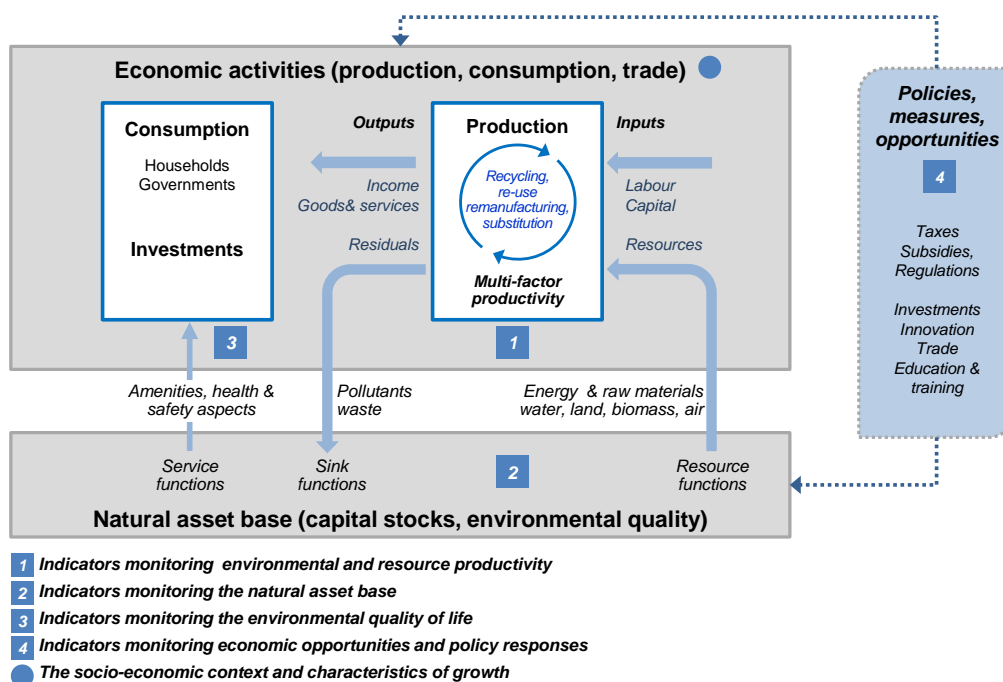 Economic activities (production, consumption, trade)
Consumption
Households
Governments
Investments
3
Outputs
Income
Goods& services
Residuals
Production
Recycling,
re-use
remanufacturing,
substitution
Multi-factor
productivity
1
Inputs
Labour
Capital
Resources
Policies,
measures,
opportunities
4
Taxes
Subsidies,
Regulations
Investments
Innovation
Trade
Education &
training
Amenities, health &
safety aspects
Pollutants
waste
Energy & raw materials
water, land, biomass, air
Service
functions
Sink
functions
2
Resource
functions
Natural asset base (capital stocks, environmental quality)
1 Indicators monitoring environmental and resource productivity
2 Indicators monitoring the natural asset base
3 Indicators monitoring the environmental quality of life
4 Indicators monitoring economic opportunities and policy responses
The socio-economic context and characteristics of growth